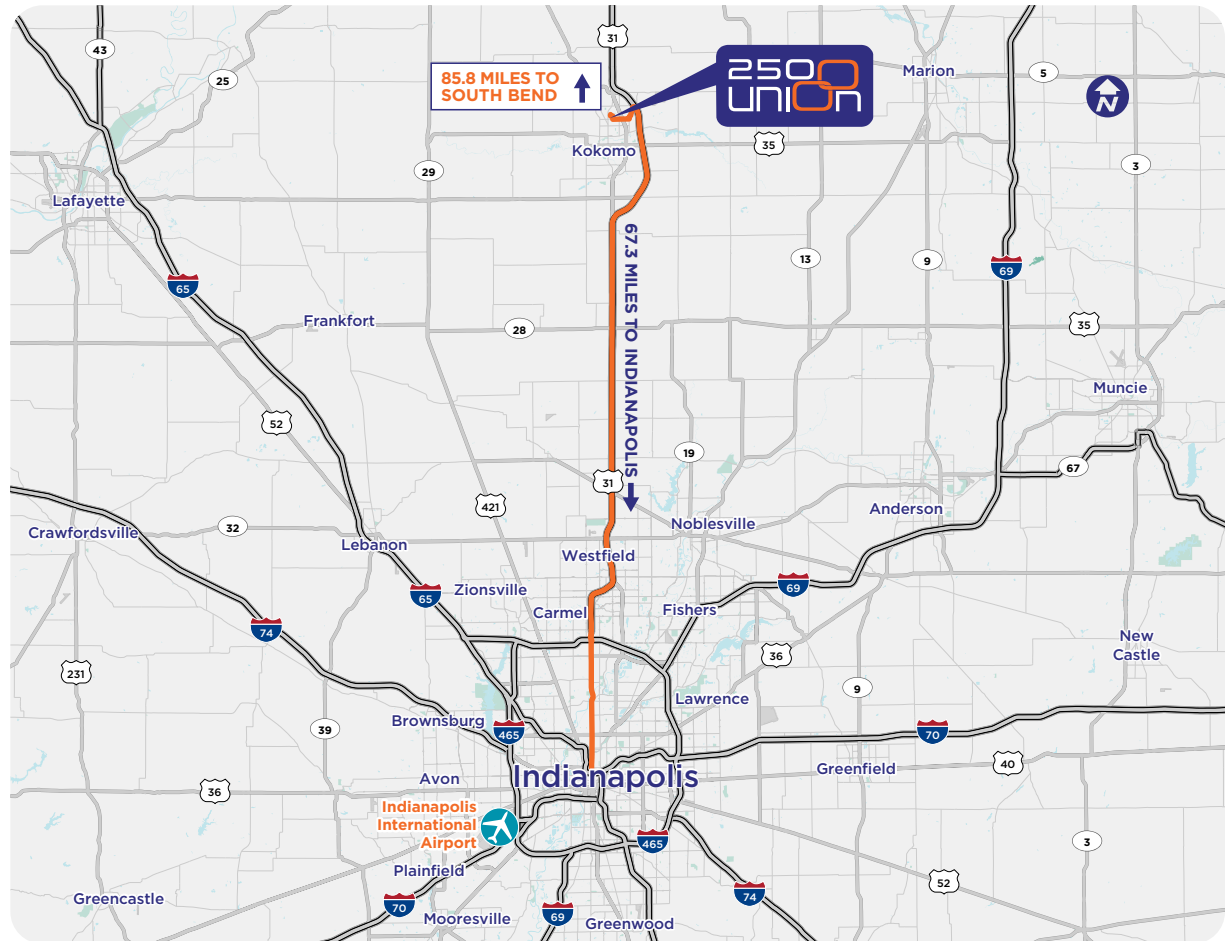 31
43
25
85.8 MILES TO
SOUTH BEND
2500
UNION
Marion
5
N
Kokomo
35
29
3
Lafayette
67.3 MILES TO INDIANAPOLIS
13
9
69
65
Frankfort
28
35
Muncie
52
19
31
67
421
Anderson
Crawfordsville
32
Noblesville
Lebanon
Westfield
Zionsville
65
69
Carmel
Fishers
74
New
Castle
36
231
9
Lawrence
Brownsburg
39
465
70
40
Indianapolis
Greenfield
Avon
36
Indianapolis
International
Airport
465
3
Plainfield
52
Greencastle
70
74
69
Mooresville
Greenwood